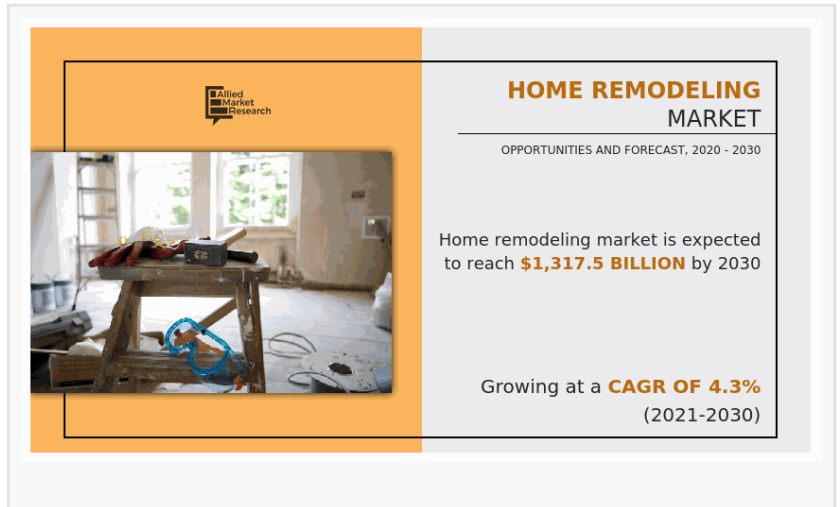 Allied
Market
Research
HOME REMODELING
MARKET
OPPORTUNITIES AND FORECAST, 2020 - 2030
Home remodeling market is expected
to reach $1,317.5 BILLION by 2030
Growing at a CAGR OF 4.3%
(2021-2030)